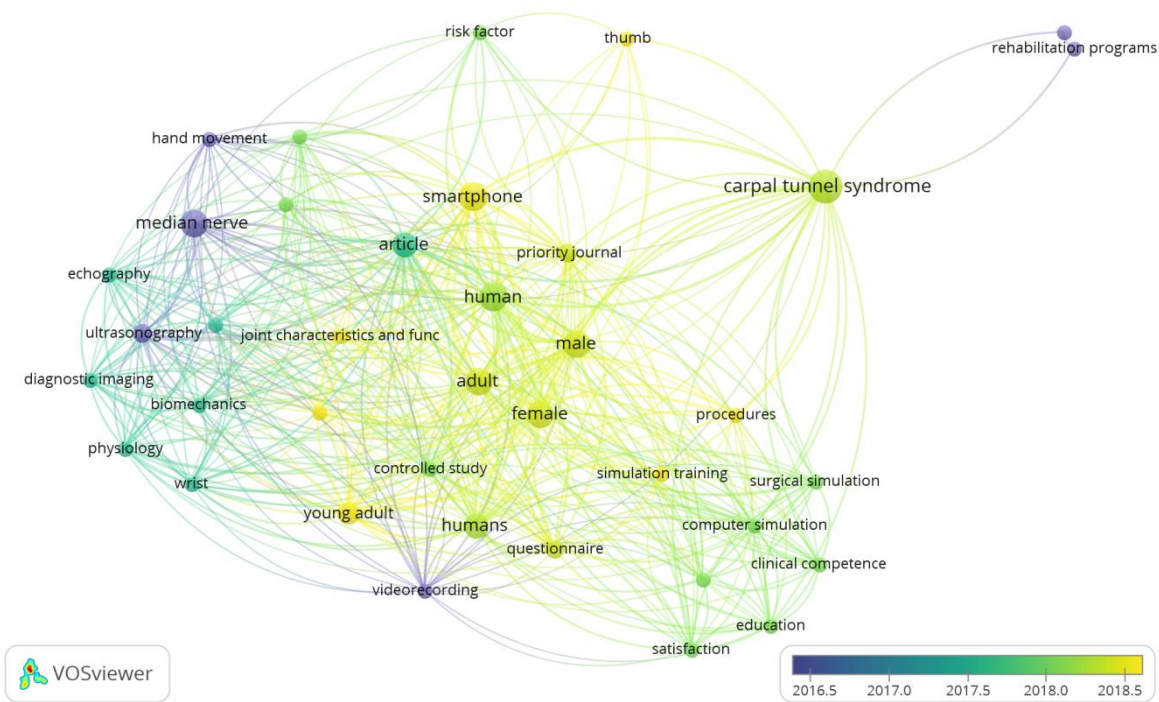 risk factor
thumb
rehabilitation programs
hand movement
carpal tunnel syndrome
smartphone
median nerve
article
priority journal
echography
human
ultrasonography
joint characteristics and func
male
diagnostic imaging
adult
biomechanics
female
procedures
physiology
controlled study
simulation training
wrist
surgical simulation
young adult
humans
computer simulation
questionnaire
clinical competence
videorecording
education
satisfaction
VOSviewer
2016.5 2017.0 2017.5 2018.0 2018.5